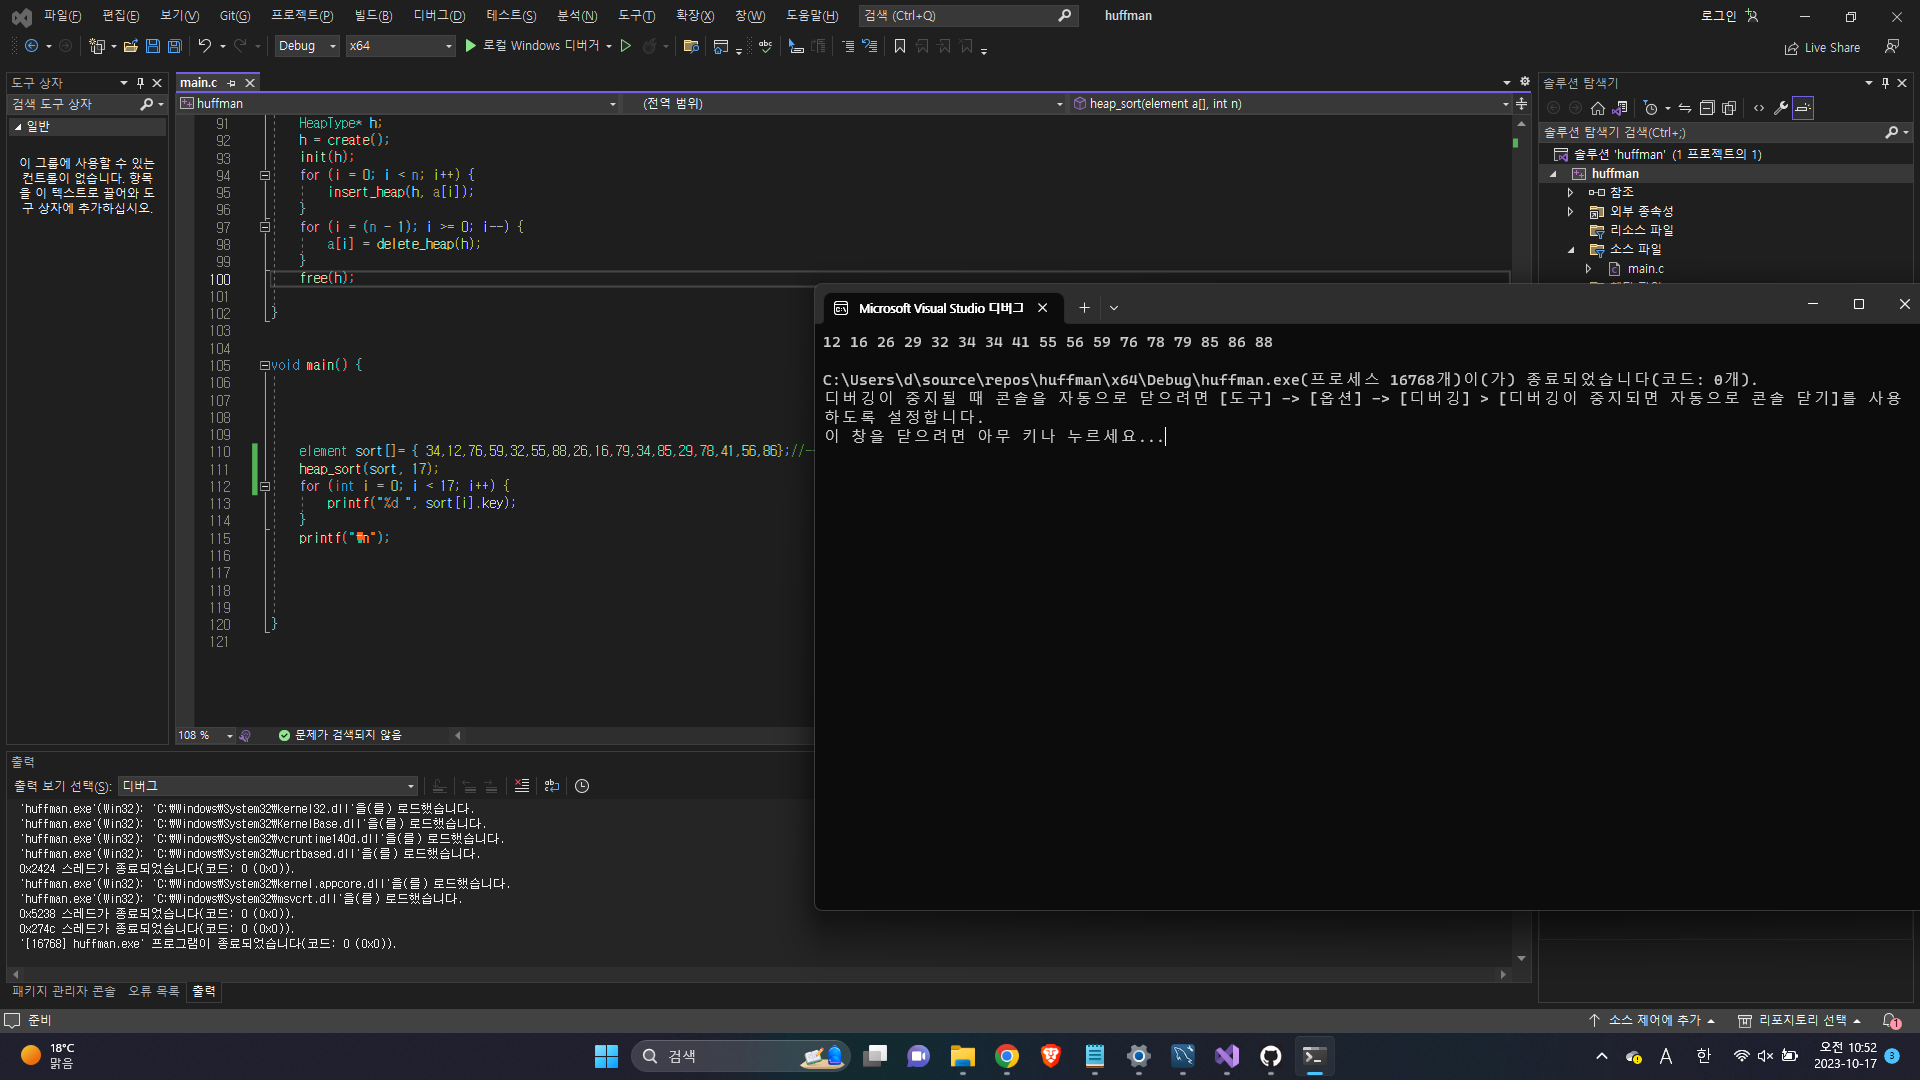 파일(F) 편집(E) 보기(V) Git(G) 프로젝트(P) 빌드(B) 디버그(D) 테스트(S) 분석(N) 도구(T) 확장(X) 창(W) 도움말(H) 검색 (Ctrl+Q) huffman 로그인
Debug x64 로컬 Windows 디버거 Live Share
도구 상자
검색 도구 상자
일반
이 그룹에 사용할 수 있는
컨트롤이 없습니다. 항목
을 이 텍스트로 끌어와 도
구 상자에 추가하십시오.
main.c
huffman (전역 범위) heap_sort(element a[], int n)
91 HeapType* h;
92 h = create();
93 init(h);
94 for (i = 0; i < n; i++) {
95 insert_heap(h, a[i]);
96 }
97 for (i = (n - 1); i >= 0; i--) {
98 a[i] = delete_heap(h);
99 }
100 free(h);
101
102 }
103
104
105 void main() {
106
107
108
109
110 element sort[]= { 34,12,76,59,32,55,88,26,16,79,34,85,29,78,41,56,86};//-
111 heap_sort(sort, 17);
112 for (int i = 0; i < 17; i++) {
113 printf("%d ", sort[i].key);
114 }
115 printf("₩n");
116
117
118
119
120 }
121
108 % 문제가 검색되지 않음
솔루션 탐색기
솔루션 탐색기 검색(Ctrl+;)
솔루션 'huffman' (1 프로젝트의 1)
huffman
참조
외부 종속성
리소스 파일
소스 파일
main.c
Microsoft Visual Studio 디버그
12 16 26 29 32 34 34 41 55 56 59 76 78 79 85 86 88
C:\Users\d\source\repos\huffman\x64\Debug\huffman.exe(프로세스 16768개)이(가) 종료되었습니다(코드: 0개).
디버깅이 중지될 때 콘솔을 자동으로 닫으려면 [도구] -> [옵션] -> [디버깅] > [디버깅이 중지되면 자동으로 콘솔 닫기]를 사용
하도록 설정합니다.
이 창을 닫으려면 아무 키나 누르세요...
출력
출력 보기 선택(S): 디버그
'huffman.exe'(Win32): 'C:₩Windows₩System32₩kernel32.dll'을(를) 로드했습니다.
'huffman.exe'(Win32): 'C:₩Windows₩System32₩KernelBase.dll'을(를) 로드했습니다.
'huffman.exe'(Win32): 'C:₩Windows₩System32₩vcruntime140d.dll'을(를) 로드했습니다.
'huffman.exe'(Win32): 'C:₩Windows₩System32₩ucrtbased.dll'을(를) 로드했습니다.
0x2424 스레드가 종료되었습니다(코드: 0 (0x0)).
'huffman.exe'(Win32): 'C:₩Windows₩System32₩kernel.appcore.dll'을(를) 로드했습니다.
'huffman.exe'(Win32): 'C:₩Windows₩System32₩msvcrt.dll'을(를) 로드했습니다.
0x5238 스레드가 종료되었습니다(코드: 0 (0x0)).
0x274c 스레드가 종료되었습니다(코드: 0 (0x0)).
'[16768] huffman.exe' 프로그램이 종료되었습니다(코드: 0 (0x0)).
패키지 관리자 콘솔 오류 목록 출력
준비 소스 제어에 추가 리포지토리 선택 1
18°C
맑음
검색
A 한
오전 10:52
2023-10-17
3